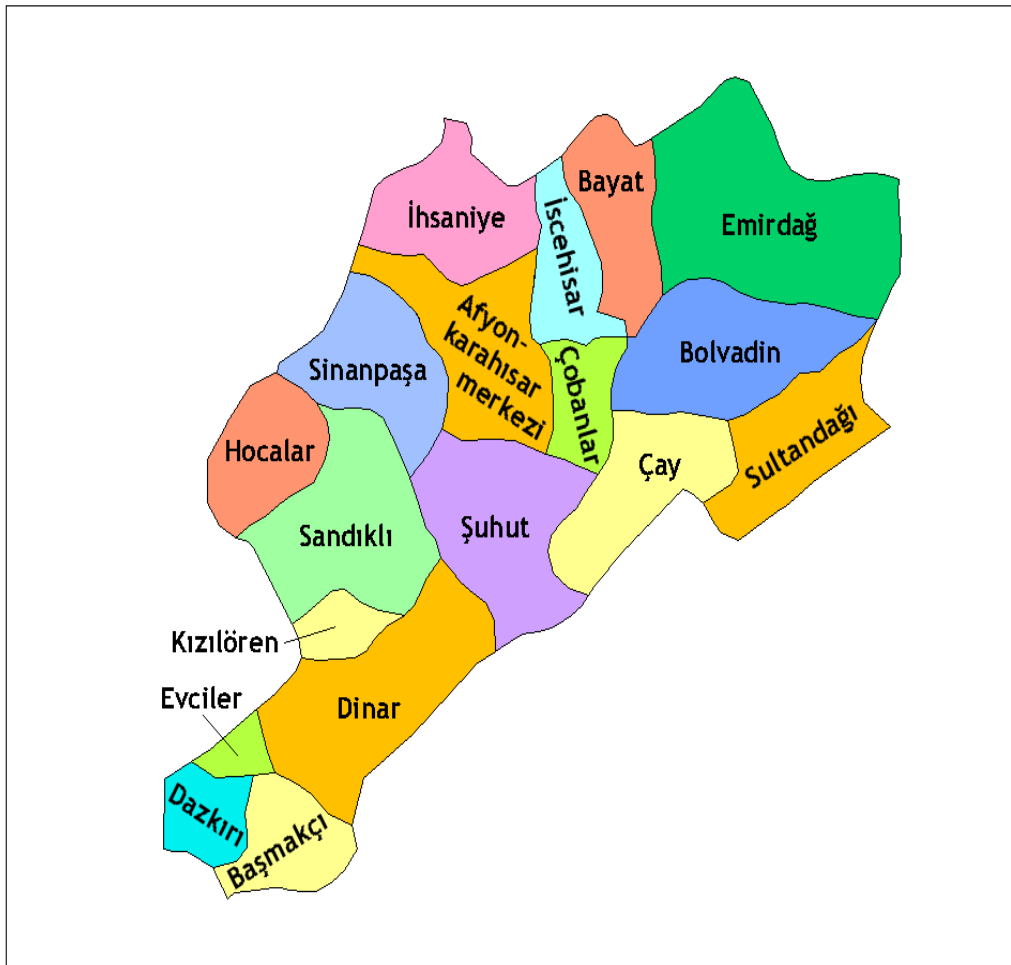 Bayat
İhsaniye
İscehisar
Emirdağ
Afyon-
karahısar
merkezi
Bolvadin
Çobanlar
Sinanpaşa
Sultandağı
Hocalar
Çay
Şuhut
Sandıklı
Kızılören
Evciler
Dinar
Dazkırı
Başmakçı